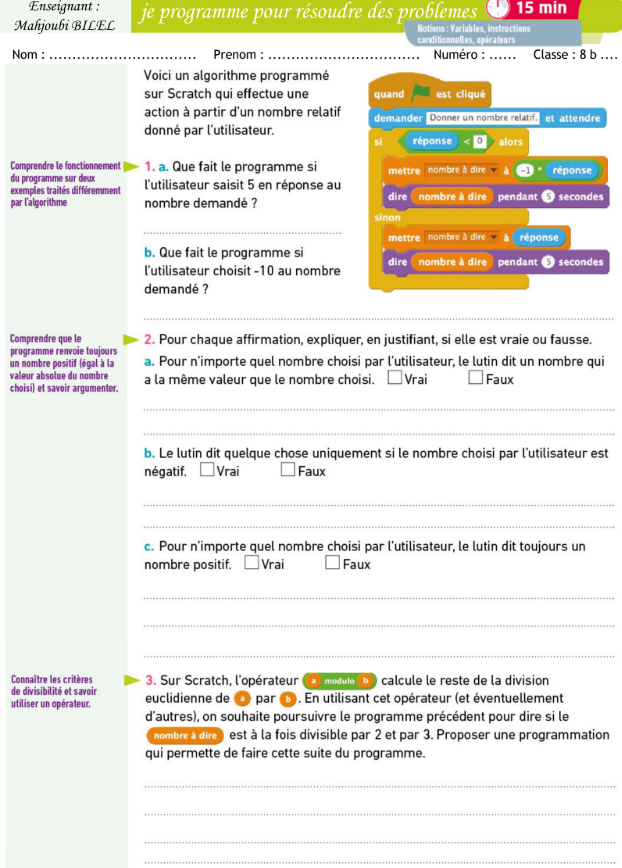 Enseignant :
Mahjoubi BILEL
je programme pour résoudre des problemes
15 min
Notions : Variables, instructions
conditionnelles, opérateurs
Nom : .............................. Prenom : ................................ Numéro : ...... Classe : 8 b ....
Voici un algorithme programmé
sur Scratch qui effectue une
action à partir d'un nombre relatif
donné par l'utilisateur.
quand est cliqué
demander Donner un nombre relatif. et attendre
si réponse < 0 alors
mettre nombre à dire à -1 * réponse
dire nombre à dire pendant 5 secondes
sinon
mettre nombre à dire à réponse
dire nombre à dire pendant 5 secondes
Comprendre le fonctionnement
du programme sur deux
exemples traités différemment
par l'algorithme
1. a. Que fait le programme si
l'utilisateur saisit 5 en réponse au
nombre demandé ?
b. Que fait le programme si
l'utilisateur choisit -10 au nombre
demandé ?
Comprendre que le
programme renvoie toujours
un nombre positif (égal à la
valeur absolue du nombre
choisi) et savoir argumenter.
2. Pour chaque affirmation, expliquer, en justifiant, si elle est vraie ou fausse.
a. Pour n'importe quel nombre choisi par l'utilisateur, le lutin dit un nombre qui
a la même valeur que le nombre choisi. Vrai Faux
b. Le lutin dit quelque chose uniquement si le nombre choisi par l'utilisateur est
négatif. Vrai Faux
c. Pour n'importe quel nombre choisi par l'utilisateur, le lutin dit toujours un
nombre positif. Vrai Faux
Connaître les critères
de divisibilité et savoir
utiliser un opérateur.
3. Sur Scratch, l'opérateur a modulo b calcule le reste de la division
euclidienne de a par b. En utilisant cet opérateur (et éventuellement
d'autres), on souhaite poursuivre le programme précédent pour dire si le
nombre à dire est à la fois divisible par 2 et par 3. Proposer une programmation
qui permette de faire cette suite du programme.